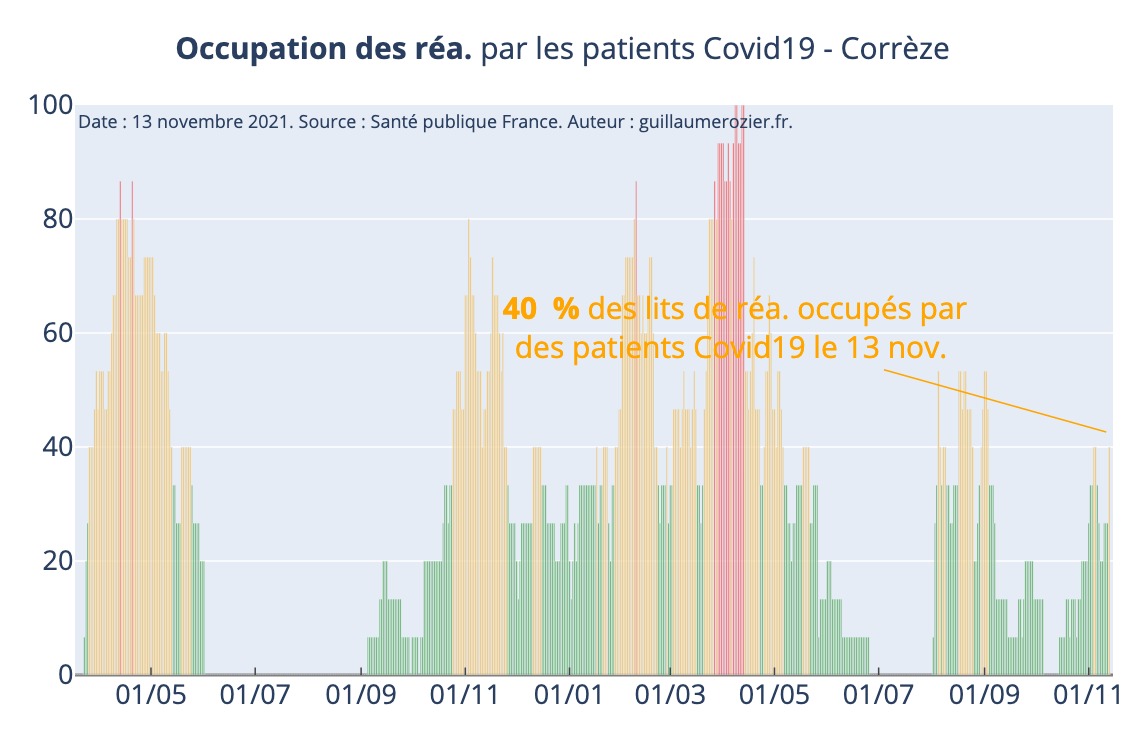 Occupation des réa. par les patients Covid19 - Corrèze
100
Date : 13 novembre 2021. Source : Santé publique France. Auteur : guillaumerozier.fr.
80
40 % des lits de réa. occupés par
60
des patients Covid19 le 13 nov.
40
20
0
01/05 01/07 01/09 01/11 01/01 01/03 01/05 01/07 01/09 01/11